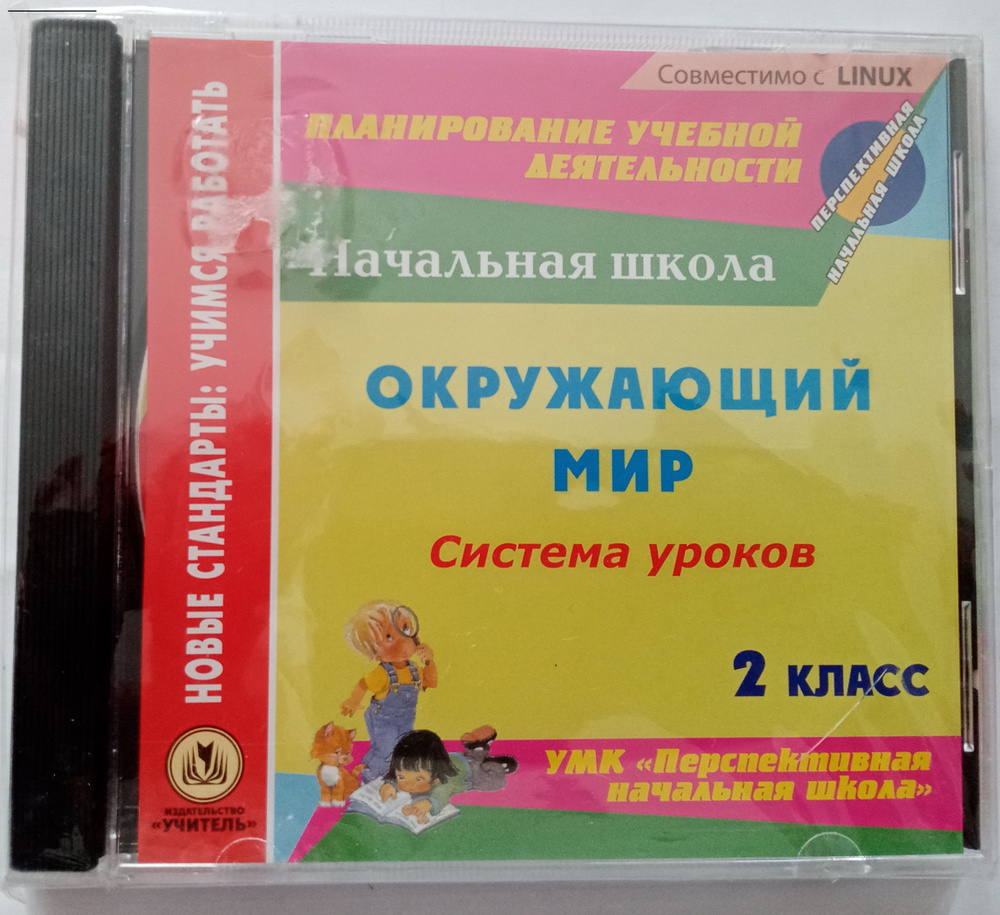 Совместимо с LINUX
ПЛАНИРОВАНИЕ УЧЕБНОЙ
ДЕЯТЕЛЬНОСТИ
ПЕРСПЕКТИВНАЯ
НАЧАЛЬНАЯ ШКОЛА
Начальная школа
НОВЫЕ СТАНДАРТЫ: УЧИМСЯ РАБОТАТЬ
ОКРУЖАЮЩИЙ
МИР
Система уроков
2 КЛАСС
УМК «Перспективная
начальная школа»
ИЗДАТЕЛЬСТВО
«УЧИТЕЛЬ»